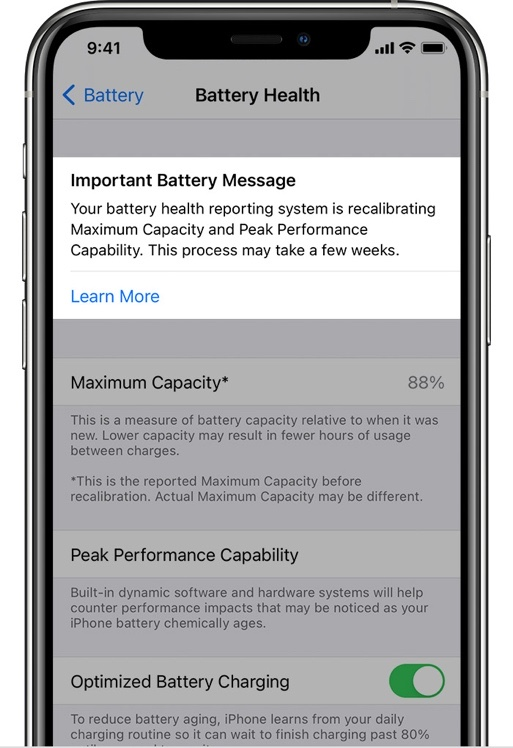 9:41
Battery
Battery Health
Important Battery Message
Your battery health reporting system is recalibrating
Maximum Capacity and Peak Performance
Capability. This process may take a few weeks.
Learn More
Maximum Capacity*
88%
This is a measure of battery capacity relative to when it was
new. Lower capacity may result in fewer hours of usage
between charges.
*This is the reported Maximum Capacity before
recalibration. Actual Maximum Capacity may be different.
Peak Performance Capability
Built-in dynamic software and hardware systems will help
counter performance impacts that may be noticed as your
iPhone battery chemically ages.
Optimized Battery Charging
To reduce battery aging, iPhone learns from your daily
charging routine so it can wait to finish charging past 80%